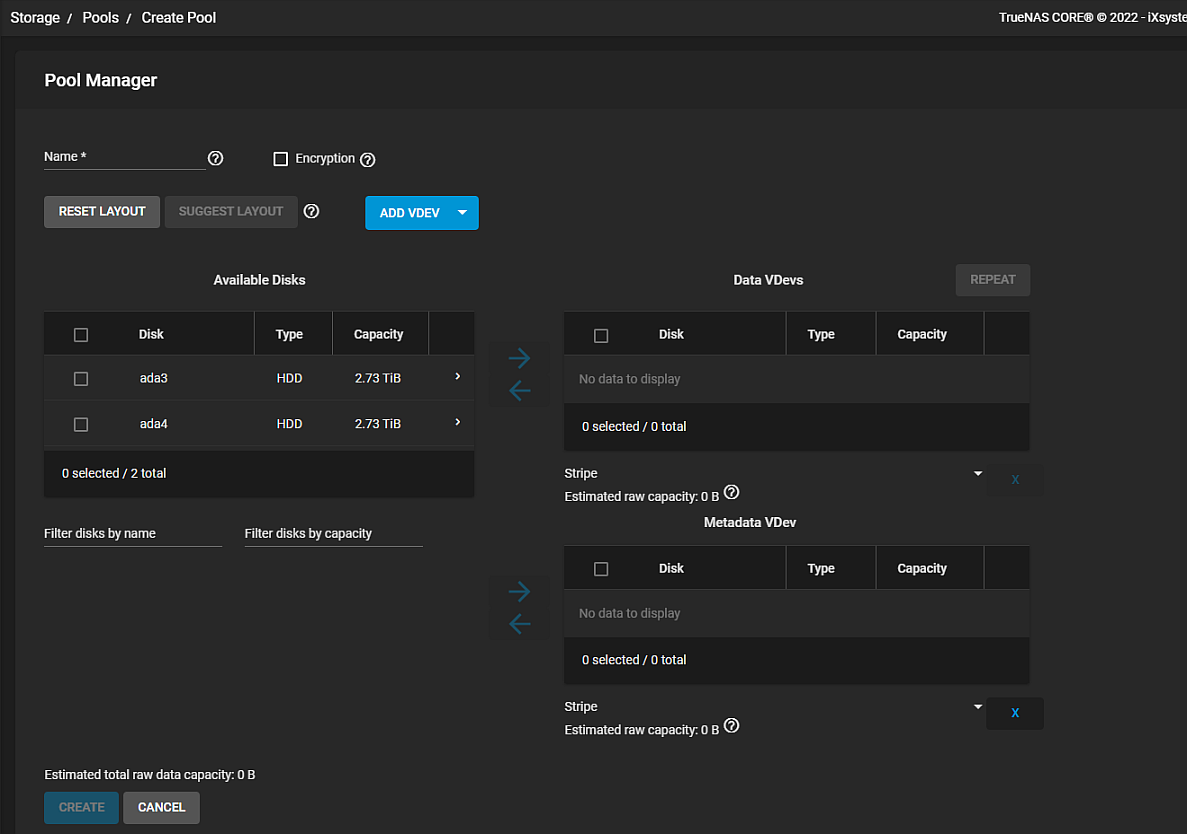 Storage / Pools / Create Pool
TrueNAS CORE® © 2022 - iXsyste
Pool Manager
Name *
Encryption
RESET LAYOUT
SUGGEST LAYOUT
ADD VDEV
Available Disks
Disk Type Capacity
ada3 HDD 2.73 TiB
ada4 HDD 2.73 TiB
0 selected / 2 total
Filter disks by name
Filter disks by capacity
Data VDevs
REPEAT
Disk Type Capacity
No data to display
0 selected / 0 total
Stripe
X
Estimated raw capacity: 0 B
Metadata VDev
Disk Type Capacity
No data to display
0 selected / 0 total
Stripe
X
Estimated raw capacity: 0 B
Estimated total raw data capacity: 0 B
CREATE
CANCEL